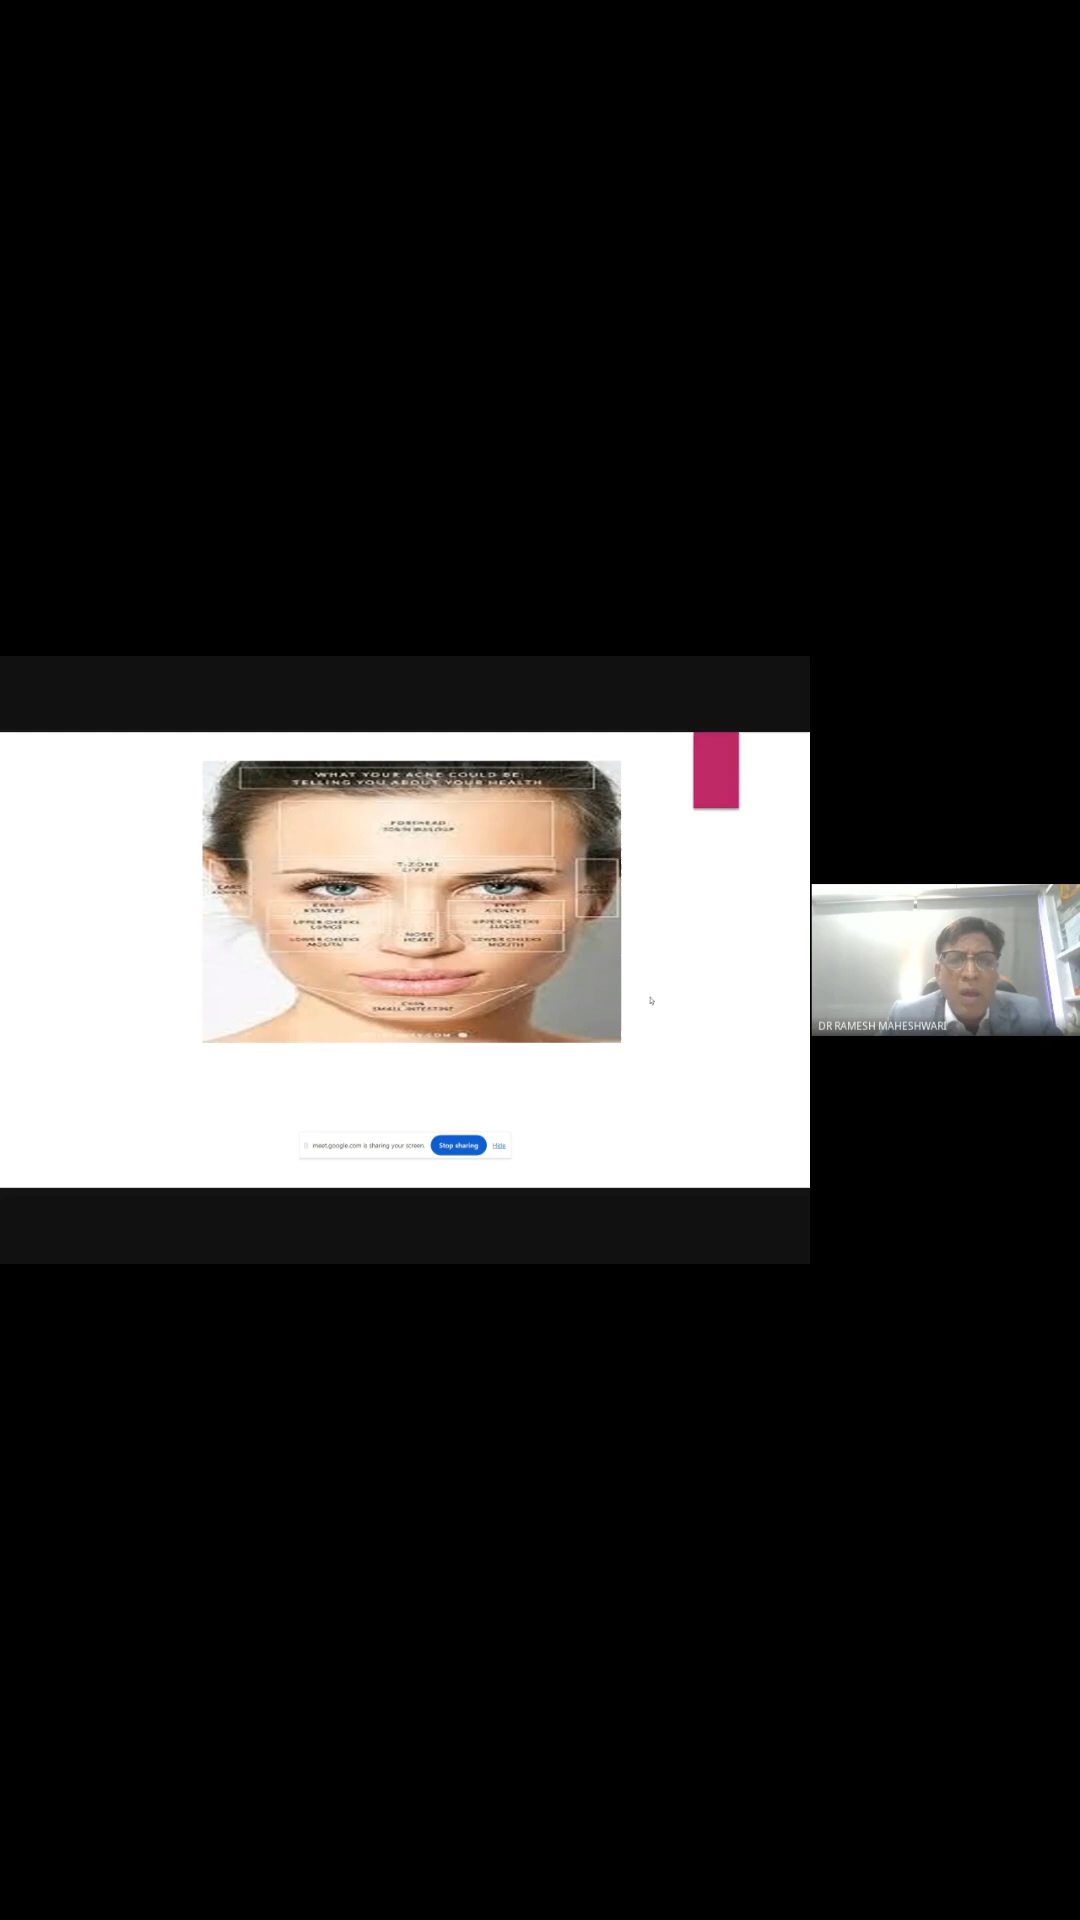 WHAT YOUR ACNE COULD BE
TELLING YOU ABOUT YOUR HEALTH
FOREHEAD
T-ZONE
LIVER
EARS
EYES
KIDNEYS
EYES
KIDNEYS
UPPER CHEEKS
LUNGS
UPPER CHEEKS
LUNGS
NOSE
HEART
LOWER CHEEKS
MOUTH
LOWER CHEEKS
MOUTH
CHIN
SMALL INTESTINE
DR RAMESH MAHESHWARI
meet.google.com is sharing your screen.
Stop sharing
Hide